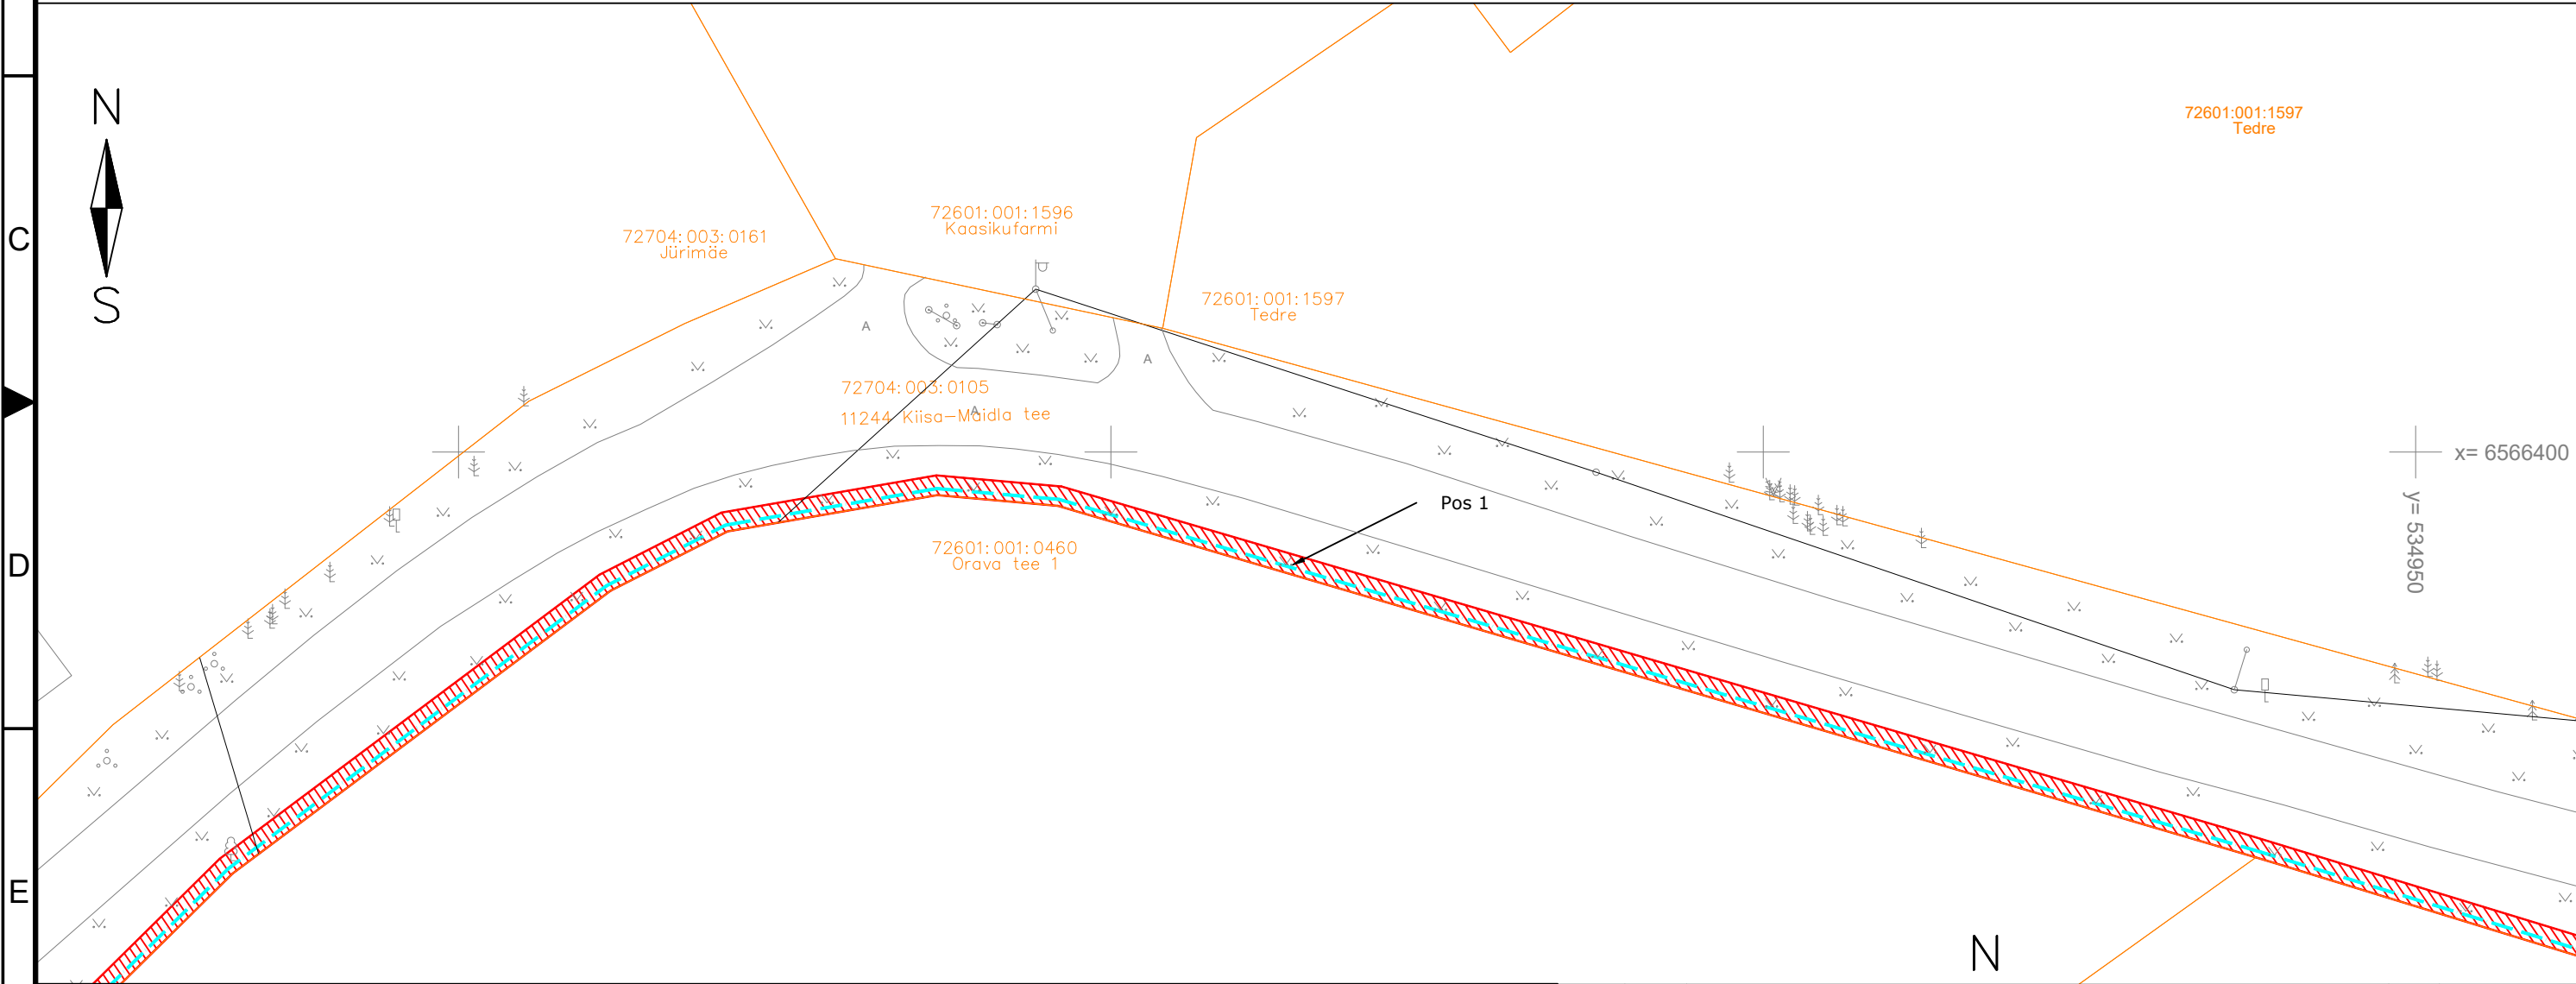 N
S
C
D
E
72601:001:1597
Tedre
72601:001:1596
Kaasikufarmi
72704:003:0161
Jürimäe
72601:001:1597
Tedre
A
A
72704:003:0105
A
11244 Kiisa-Maidla tee
x= 6566400
y= 534950
Pos 1
72601:001:0460
Orava tee 1
N